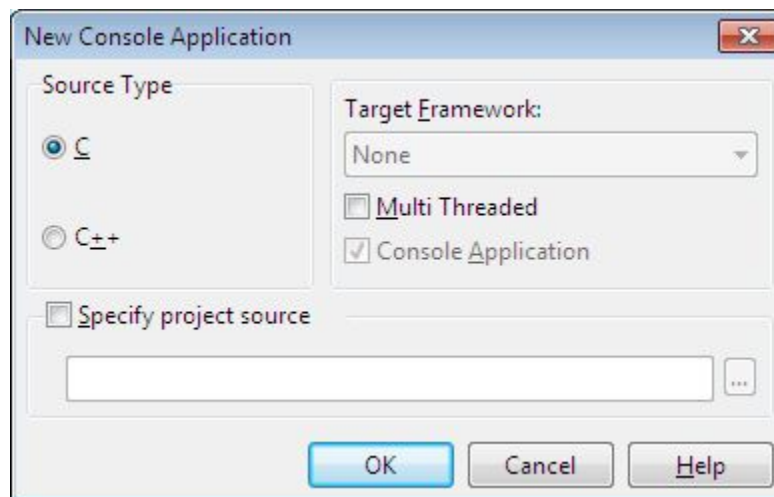 New Console Application
Source Type
C
C++
Target Framework:
None
Multi Threaded
Console Application
Specify project source
...
OK
Cancel
Help